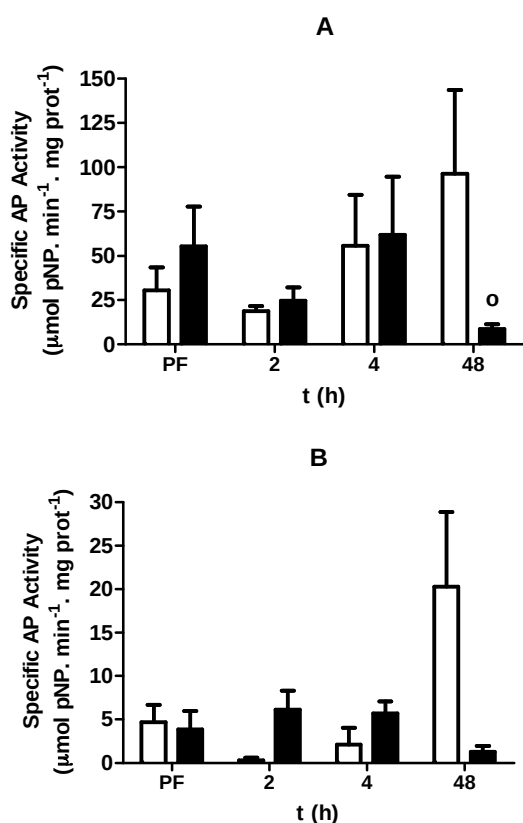 A
Specific AP Activity
(μmol pNP. min⁻¹. mg prot⁻¹)
150
125
100
75
50
25
0
o
PF 2 4 48
t (h)
B
Specific AP Activity
(μmol pNP. min⁻¹. mg prot⁻¹)
30
25
20
15
10
5
0
PF 2 4 48
t (h)